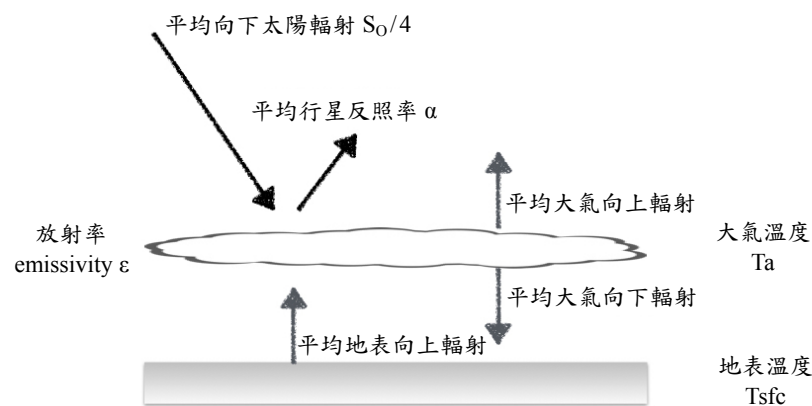 平均向下太陽輻射 S₀/4
平均行星反照率 α
平均大氣向上輻射
放射率
emissivity ε
大氣溫度
Ta
平均大氣向下輻射
平均地表向上輻射
地表溫度
Tsfc